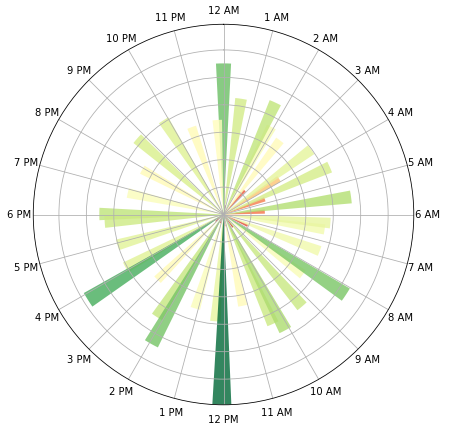 12 AM
1 AM
2 AM
3 AM
4 AM
5 AM
6 AM
7 AM
8 AM
9 AM
10 AM
11 AM
12 PM
1 PM
2 PM
3 PM
4 PM
5 PM
6 PM
7 PM
8 PM
9 PM
10 PM
11 PM